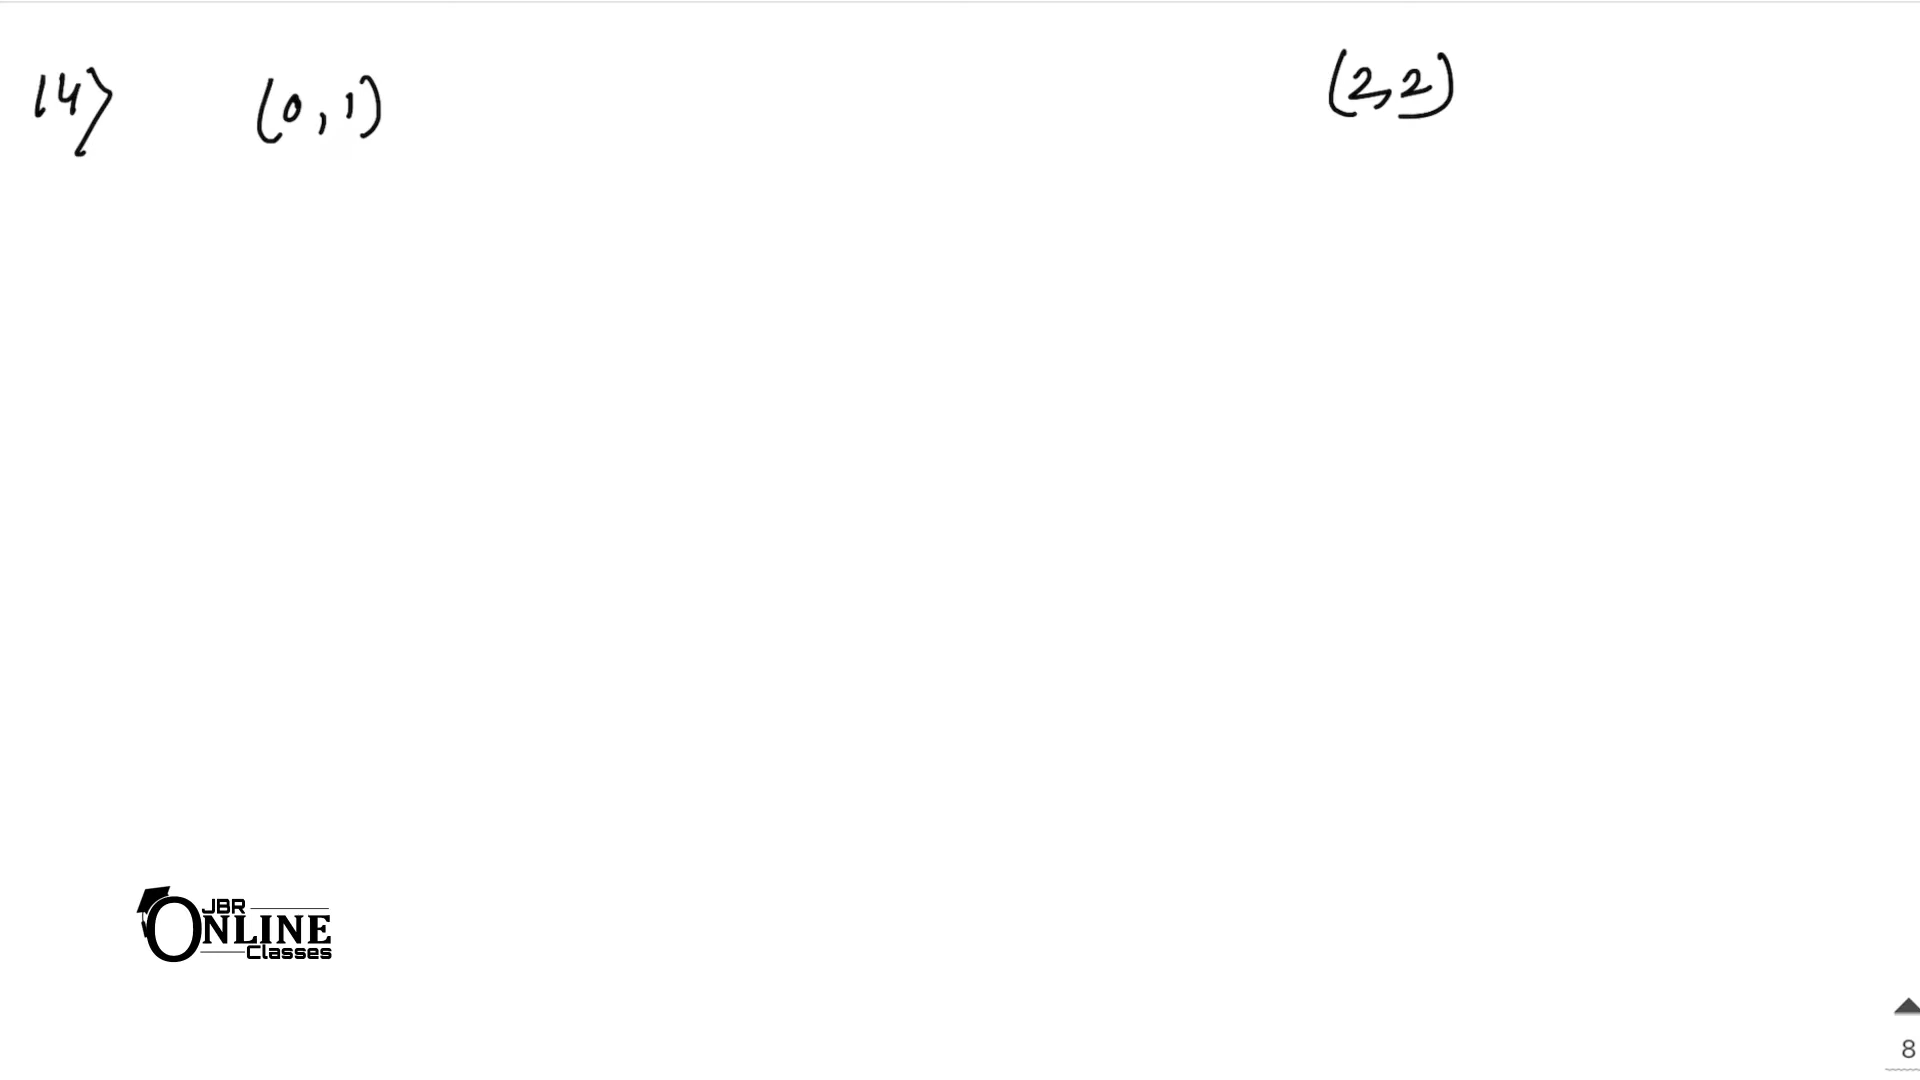 14> (0, 1) (2, 2)
JBR
ONLINE
Classes
8